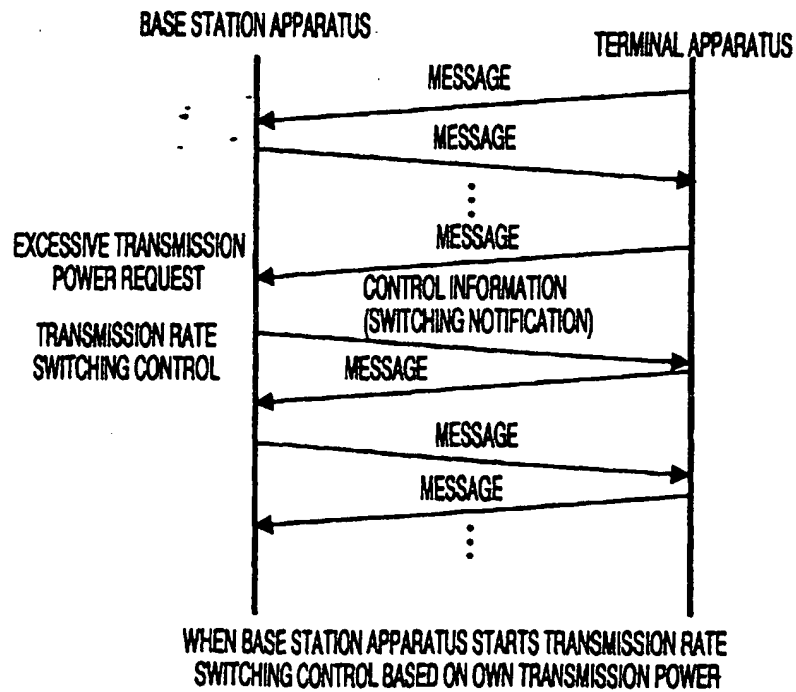 BASE STATION APPARATUS
TERMINAL APPARATUS
MESSAGE
MESSAGE
MESSAGE
EXCESSIVE TRANSMISSION
POWER REQUEST
CONTROL INFORMATION
(SWITCHING NOTIFICATION)
TRANSMISSION RATE
SWITCHING CONTROL
MESSAGE
MESSAGE
MESSAGE
WHEN BASE STATION APPARATUS STARTS TRANSMISSION RATE
SWITCHING CONTROL BASED ON OWN TRANSMISSION POWER